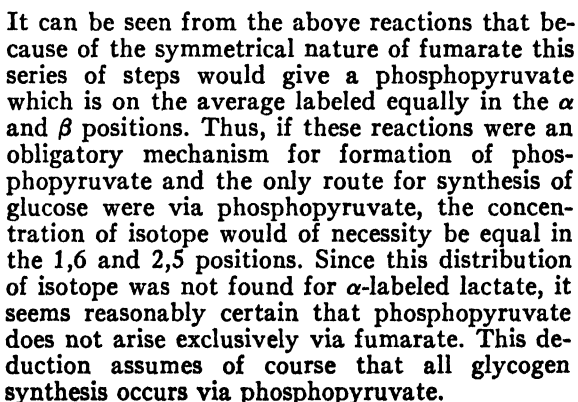 It can be seen from the above reactions that be-
cause of the symmetrical nature of fumarate this
series of steps would give a phosphopyruvate
which is on the average labeled equally in the α
and β positions. Thus, if these reactions were an
obligatory mechanism for formation of phos-
phopyruvate and the only route for synthesis of
glucose were via phosphopyruvate, the concen-
tration of isotope would of necessity be equal in
the 1,6 and 2,5 positions. Since this distribution
of isotope was not found for α-labeled lactate, it
seems reasonably certain that phosphopyruvate
does not arise exclusively via fumarate. This de-
duction assumes of course that all glycogen
synthesis occurs via phosphopyruvate.